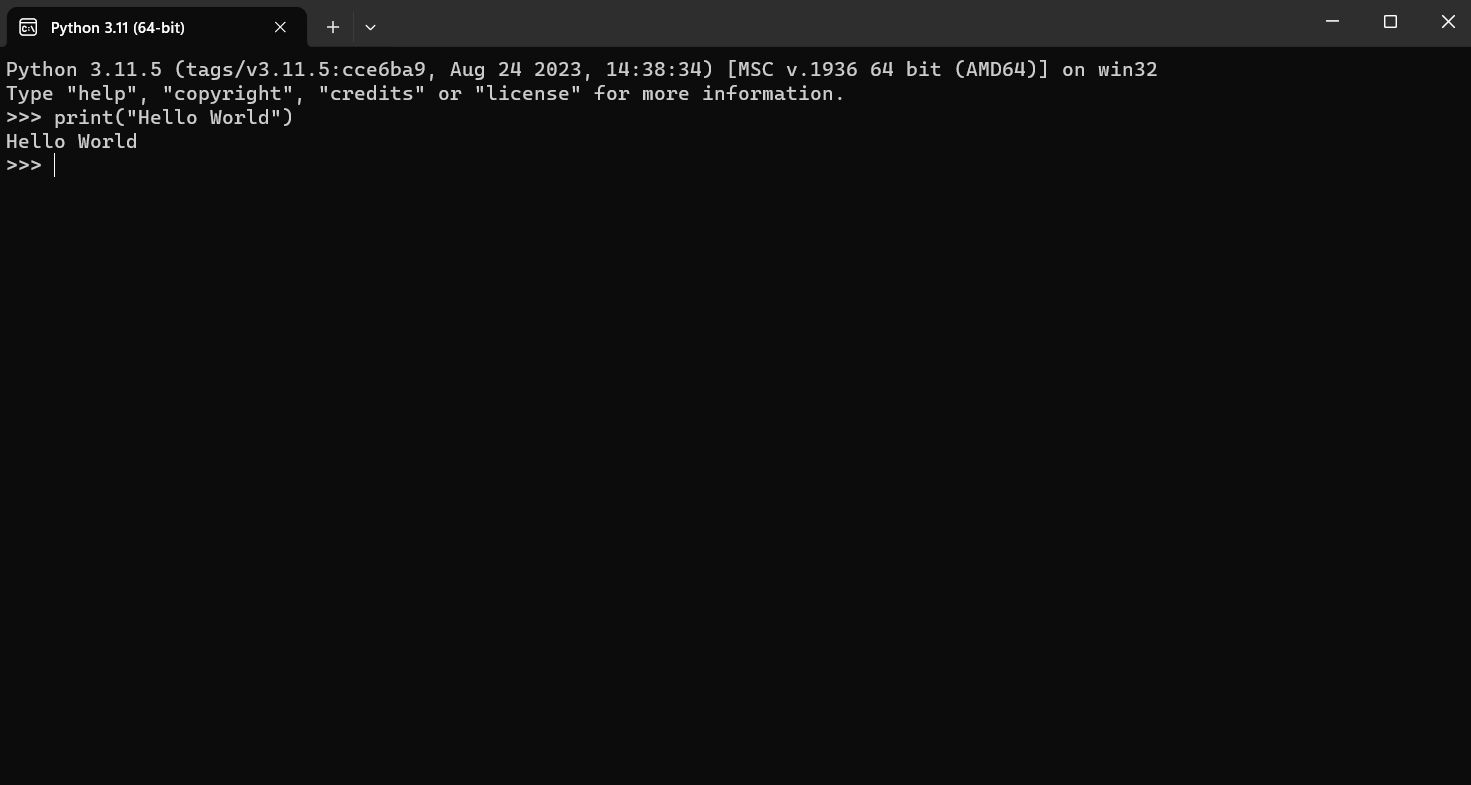 Python 3.11 (64-bit)
Python 3.11.5 (tags/v3.11.5:cce6ba9, Aug 24 2023, 14:38:34) [MSC v.1936 64 bit (AMD64)] on win32
Type "help", "copyright", "credits" or "license" for more information.
>>> print("Hello World")
Hello World
>>>